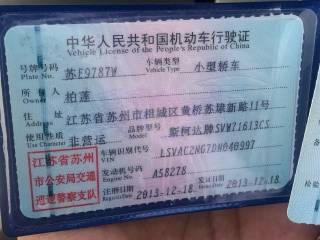 中华人民共和国机动车行驶证
Vehicle License of the People's Republic of China
号牌号码 Plate No. 苏E9787W 车辆类型 Vehicle Type 小型轿车
所有人 Owner 柏莲
住址 Address 江苏省苏州市相城区黄桥苏埭新路11号
使用性质 Use Character 非营运 品牌型号 Model 斯柯达牌SVW71613CS
江苏省苏州市公安局交通巡逻警察支队
车辆识别代号 VIN LSVAC2NG7DN040997
发动机号码 Engine No. A58278
注册日期 Register Date 2013-12-18 发证日期 2013-12-18
检验